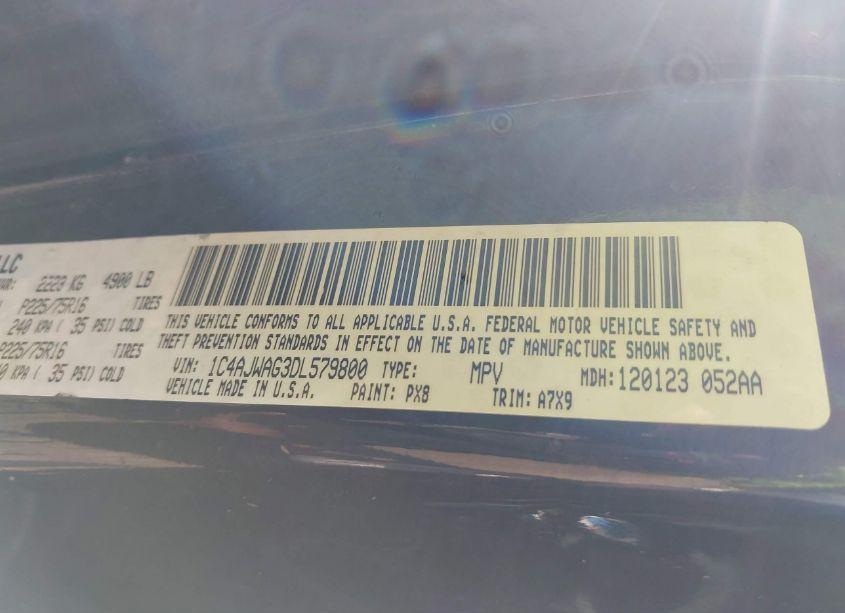 LLC
2223 KG 4900 LB
P225/75R16 TIRES
240 KPA ( 35 PSI) COLD
P225/75R16 TIRES
KPA ( 35 PSI) COLD
THIS VEHICLE CONFORMS TO ALL APPLICABLE U.S.A. FEDERAL MOTOR VEHICLE SAFETY AND
THEFT PREVENTION STANDARDS IN EFFECT ON THE DATE OF MANUFACTURE SHOWN ABOVE.
VIN: 1C4AJWAG3DL579800 TYPE: MPV MDH: 120123 052AA
VEHICLE MADE IN U.S.A. PAINT: PX8 TRIM: A7X9